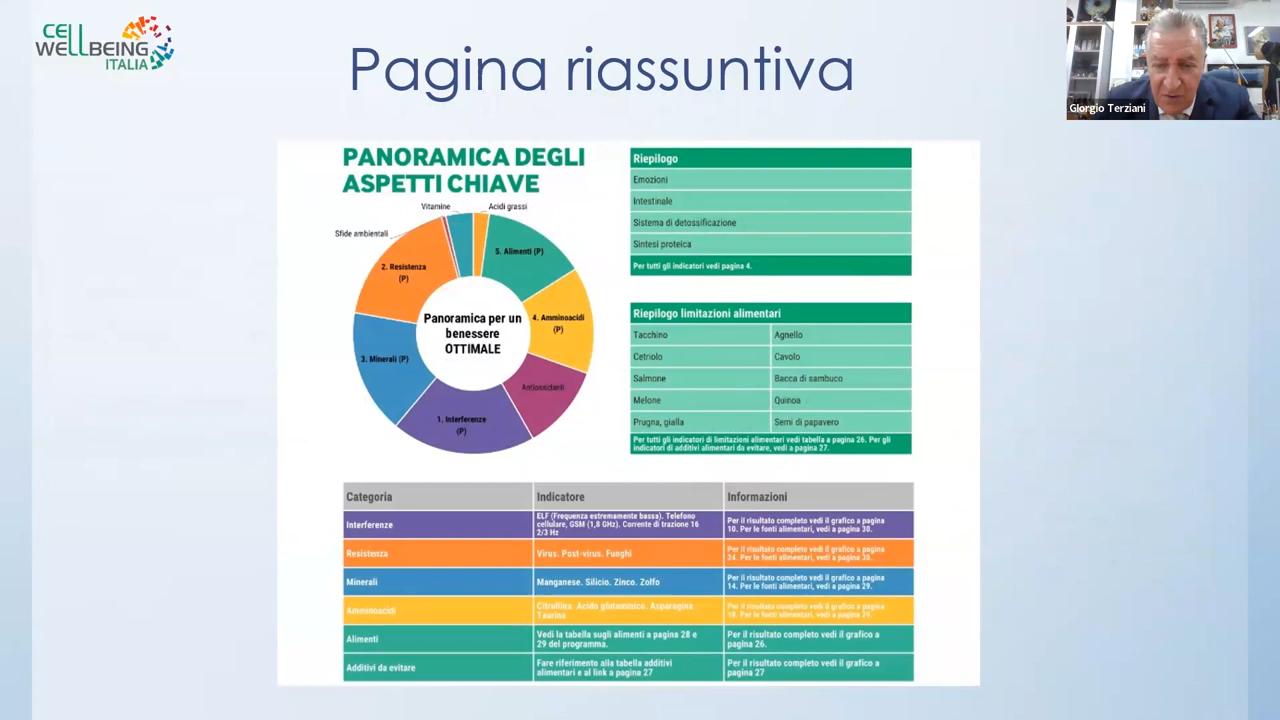 CELL
WELLBEING
ITALIA
Pagina riassuntiva
Giorgio Terziani
PANORAMICA DEGLI
ASPETTI CHIAVE
Vitamine
Acidi grassi
Sfide ambientali
5. Alimenti (P)
2. Resistenza
(P)
4. Amminoacidi
(P)
Panoramica per un
benessere
OTTIMALE
3. Minerali (P)
Antiossidanti
1. Interferenze
(P)
Riepilogo
Emozioni
Intestinale
Sistema di detossificazione
Sintesi proteica
Per tutti gli indicatori vedi pagina 4.
Riepilogo limitazioni alimentari
Tacchino Agnello
Cetriolo Cavolo
Salmone Bacca di sambuco
Melone Quinoa
Prugna, gialla Semi di papavero
Per tutti gli indicatori di limitazioni alimentari vedi tabella a pagina 26. Per gli
indicatori di additivi alimentari da evitare, vedi a pagina 27.
Categoria Indicatore Informazioni
Interferenze
ELF (Frequenza estremamente bassa). Telefono
cellulare, GSM (1,8 GHz). Corrente di trazione 16
2/3 Hz
Per il risultato completo vedi il grafico a pagina
10. Per le fonti alimentari, vedi a pagina 30.
Resistenza
Virus. Post-virus. Funghi
Per il risultato completo vedi il grafico a pagina
24. Per le fonti alimentari, vedi a pagina 30.
Minerali
Manganese. Silicio. Zinco. Zolfo
Per il risultato completo vedi il grafico a pagina
14. Per le fonti alimentari, vedi a pagina 29.
Amminoacidi
Citrullina. Acido glutamminico. Asparagina
Taurina
Per il risultato completo vedi il grafico a pagina
18. Per le fonti alimentari, vedi a pagina 29.
Alimenti
Vedi la tabella sugli alimenti a pagina 28 e
29 del programma.
Per il risultato completo vedi il grafico a
pagina 26.
Additivi da evitare
Fare riferimento alla tabella additivi
alimentari e al link a pagina 27
Per il risultato completo vedi il grafico a
pagina 27